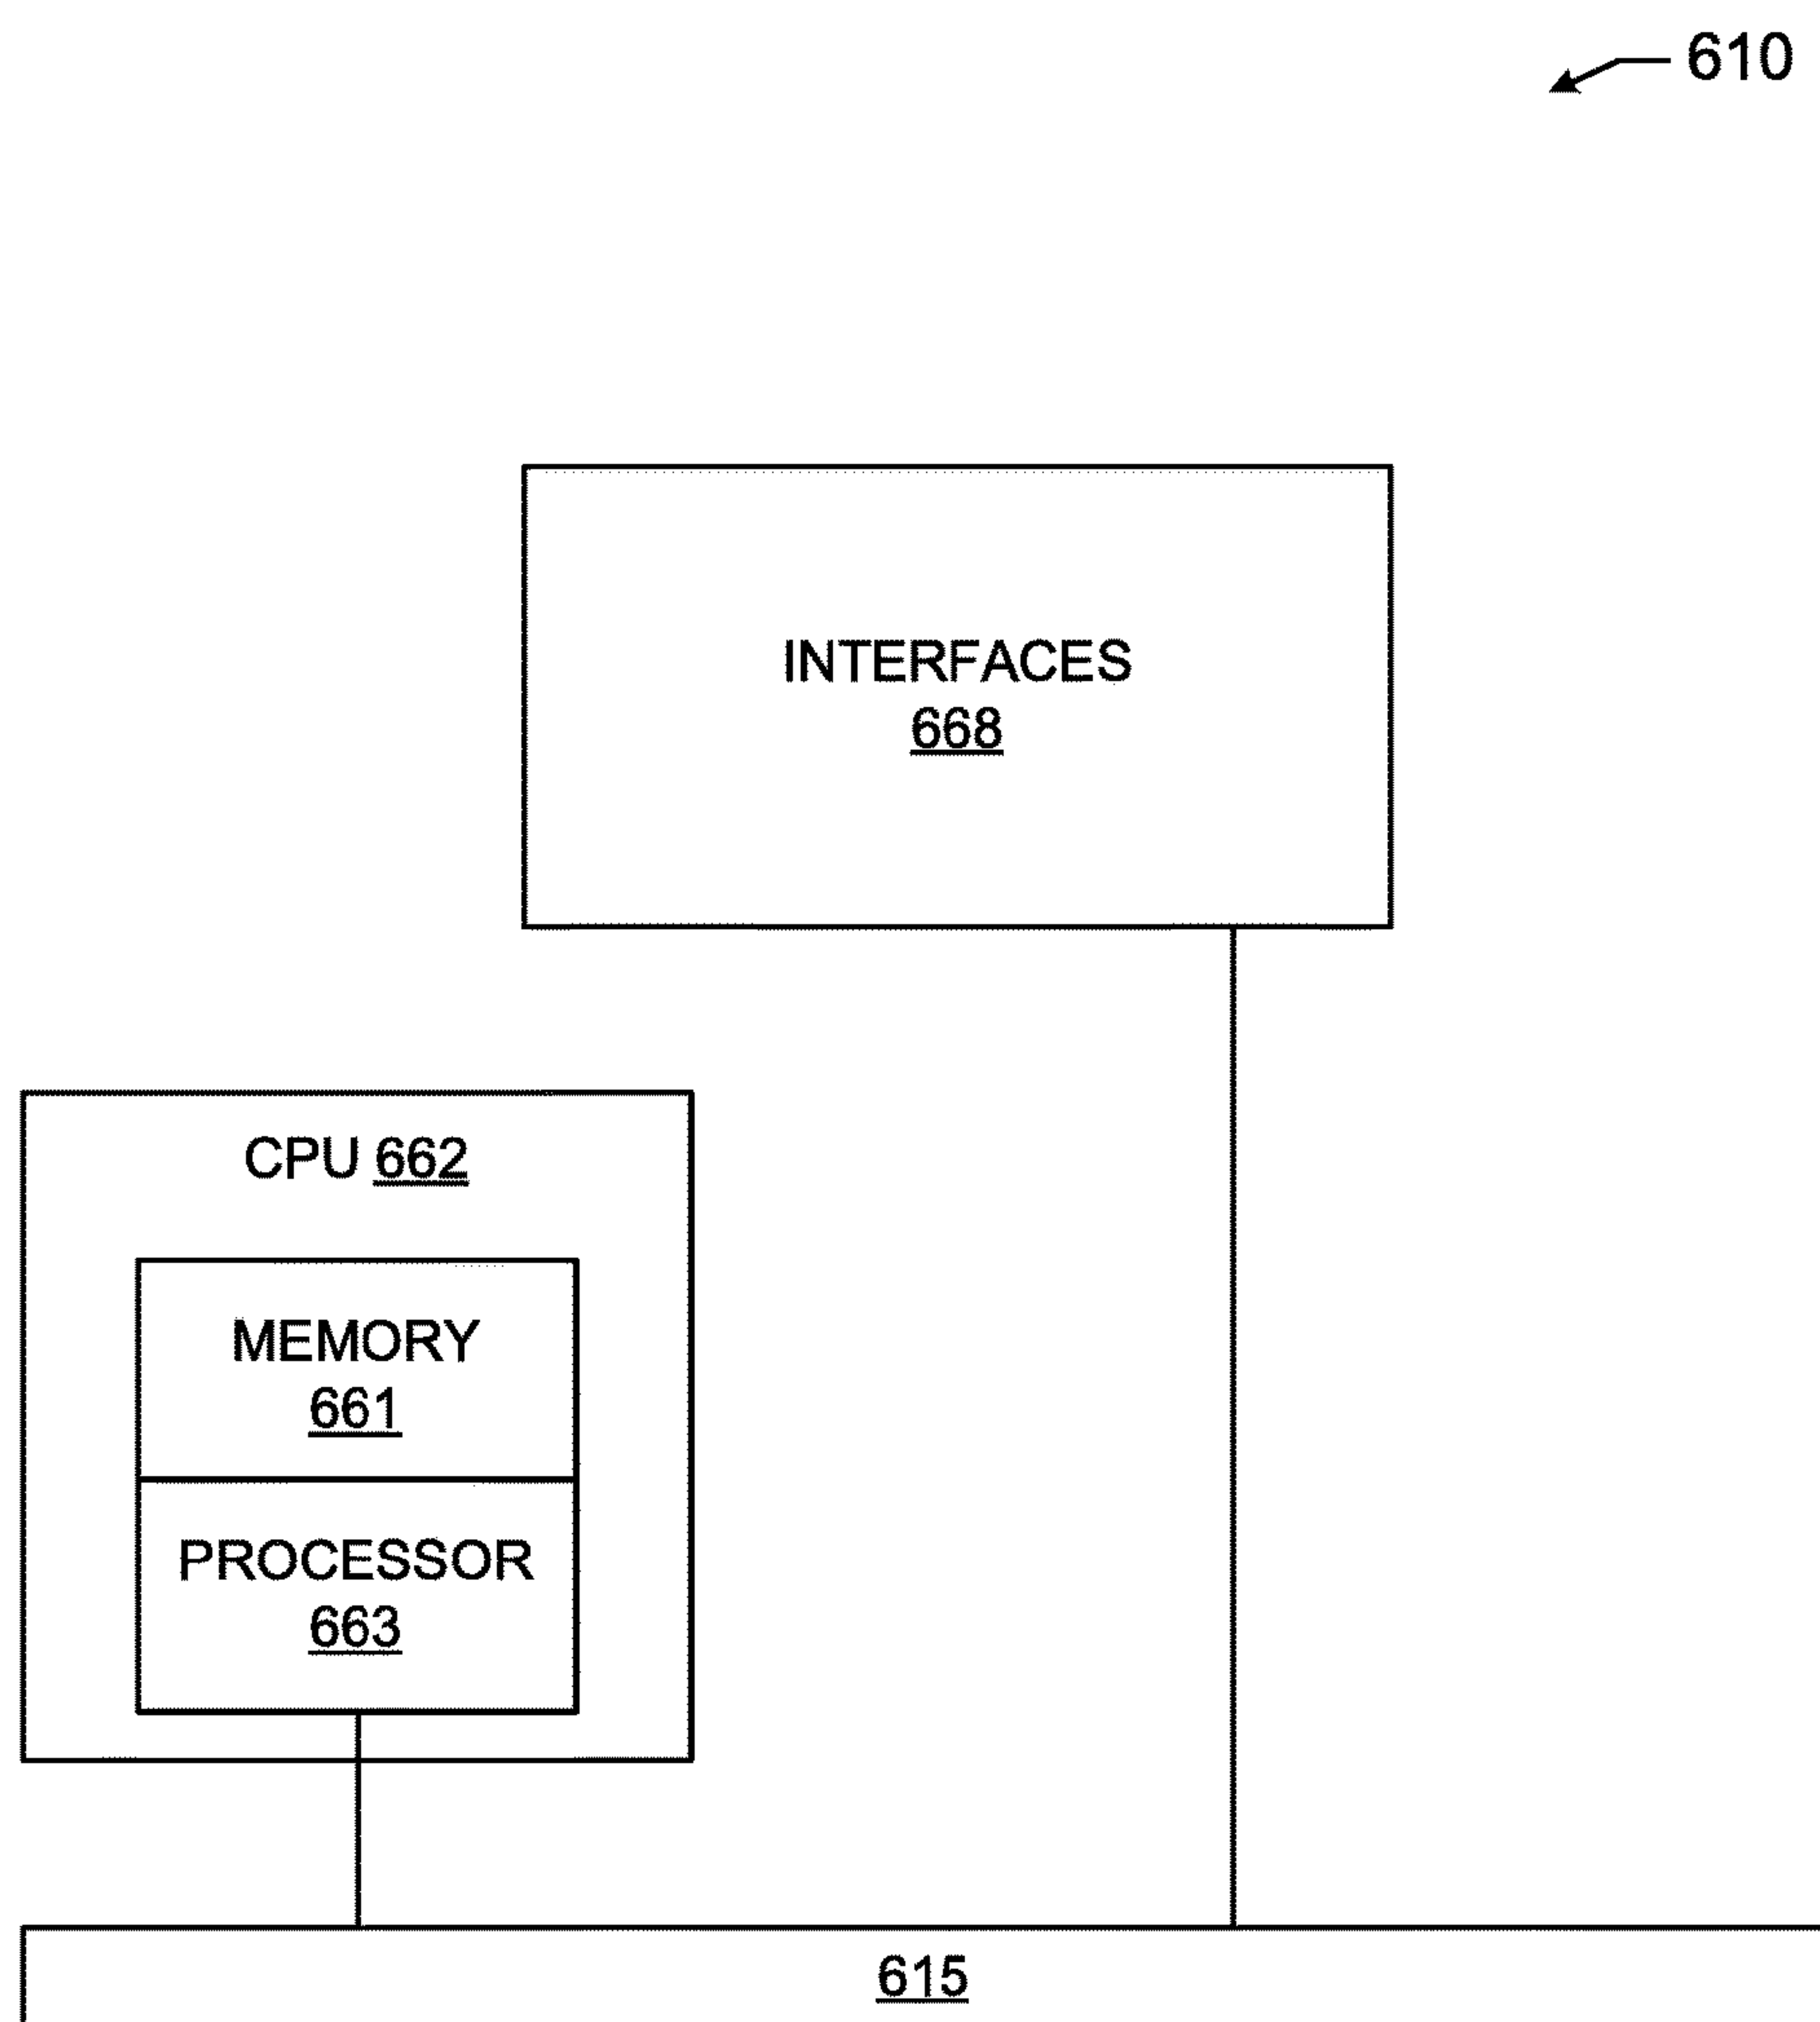 610
INTERFACES
668
CPU 662
MEMORY
661
PROCESSOR
663
615